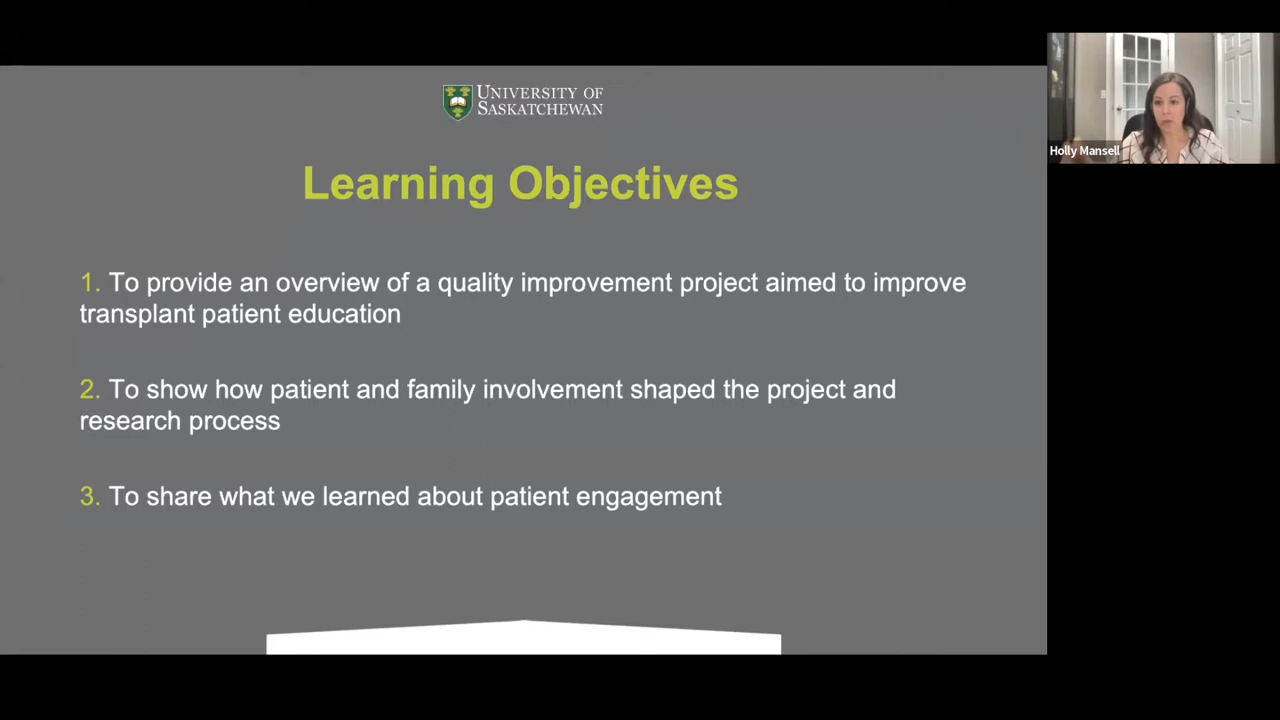 UNIVERSITY OF
SASKATCHEWAN
Learning Objectives
1. To provide an overview of a quality improvement project aimed to improve
transplant patient education
2. To show how patient and family involvement shaped the project and
research process
3. To share what we learned about patient engagement
Holly Mansell